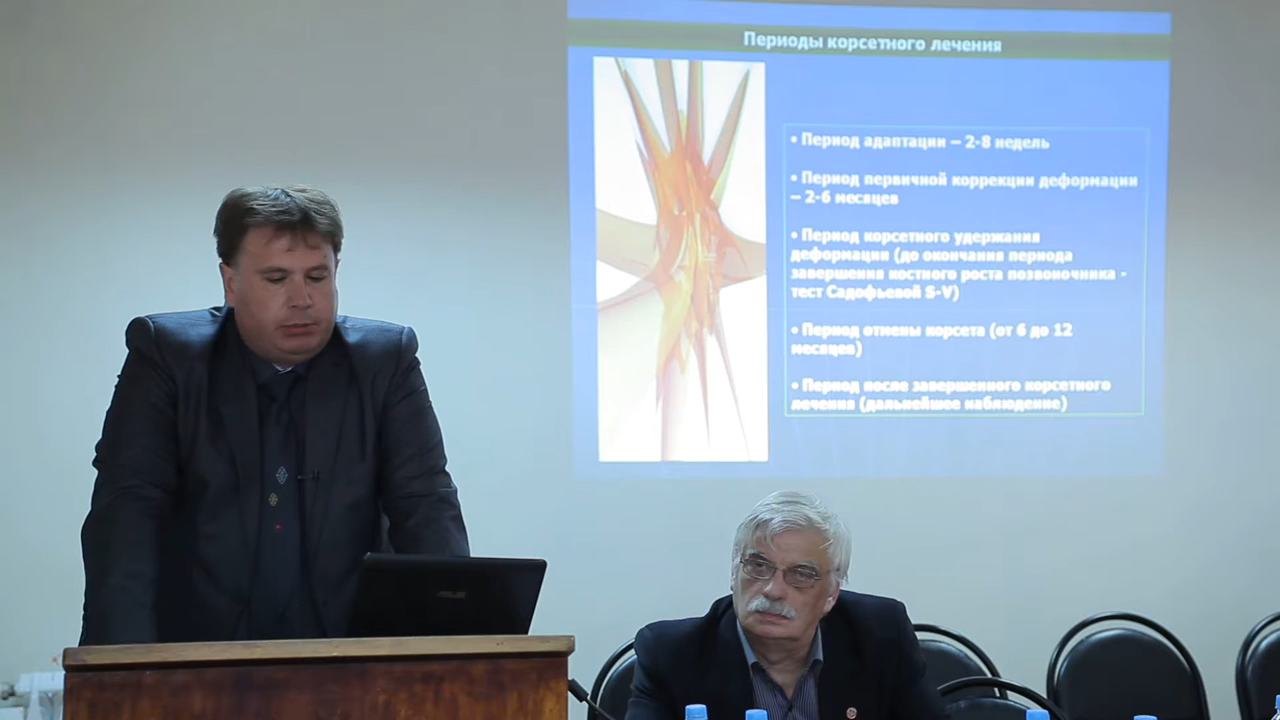 Периоды корсетного лечения
• Период адаптации – 2-8 недель
• Период первичной коррекции деформации
– 2-6 месяцев
• Период корсетного удержания
деформации (до окончания периода
завершения костного роста позвоночника -
тест Садофьевой S-V)
• Период отмены корсета (от 6 до 12
месяцев)
• Период после завершенного корсетного
лечения (дальнейшее наблюдение)
ASUS